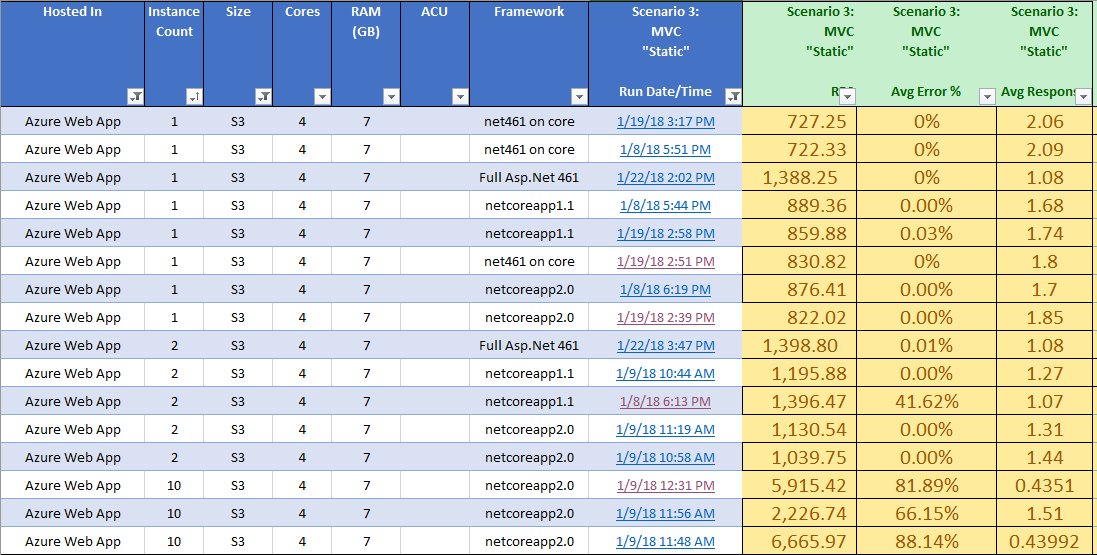 Hosted In Instance Count Size Cores RAM (GB) ACU Framework Scenario 3: MVC "Static" Run Date/Time Scenario 3: MVC "Static" Scenario 3: MVC "Static" Avg Error % Scenario 3: MVC "Static" Avg Respons
Azure Web App 1 S3 4 7 net461 on core 1/19/18 3:17 PM 727.25 0% 2.06
Azure Web App 1 S3 4 7 net461 on core 1/8/18 5:51 PM 722.33 0% 2.09
Azure Web App 1 S3 4 7 Full Asp.Net 461 1/22/18 2:02 PM 1,388.25 0% 1.08
Azure Web App 1 S3 4 7 netcoreapp1.1 1/8/18 5:44 PM 889.36 0.00% 1.68
Azure Web App 1 S3 4 7 netcoreapp1.1 1/19/18 2:58 PM 859.88 0.03% 1.74
Azure Web App 1 S3 4 7 net461 on core 1/19/18 2:51 PM 830.82 0% 1.8
Azure Web App 1 S3 4 7 netcoreapp2.0 1/8/18 6:19 PM 876.41 0.00% 1.7
Azure Web App 1 S3 4 7 netcoreapp2.0 1/19/18 2:39 PM 822.02 0.00% 1.85
Azure Web App 2 S3 4 7 Full Asp.Net 461 1/22/18 3:47 PM 1,398.80 0.01% 1.08
Azure Web App 2 S3 4 7 netcoreapp1.1 1/9/18 10:44 AM 1,195.88 0.00% 1.27
Azure Web App 2 S3 4 7 netcoreapp1.1 1/8/18 6:13 PM 1,396.47 41.62% 1.07
Azure Web App 2 S3 4 7 netcoreapp2.0 1/9/18 11:19 AM 1,130.54 0.00% 1.31
Azure Web App 2 S3 4 7 netcoreapp2.0 1/9/18 10:58 AM 1,039.75 0.00% 1.44
Azure Web App 10 S3 4 7 netcoreapp2.0 1/9/18 12:31 PM 5,915.42 81.89% 0.4351
Azure Web App 10 S3 4 7 netcoreapp2.0 1/9/18 11:56 AM 2,226.74 66.15% 1.51
Azure Web App 10 S3 4 7 netcoreapp2.0 1/9/18 11:48 AM 6,665.97 88.14% 0.43992